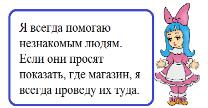 Я всегда помогаю
незнакомым людям.
Если они просят
показать, где магазин, я
всегда проведу их туда.